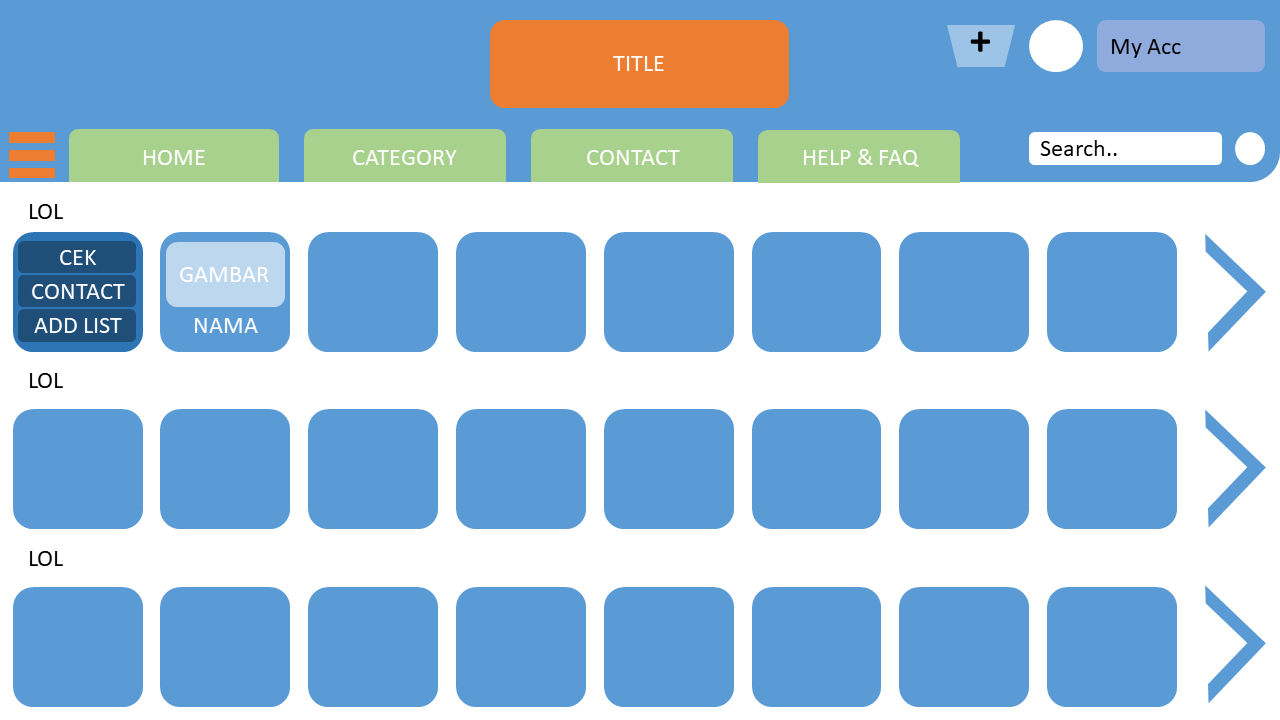 TITLE
+
My Acc
HOME
CATEGORY
CONTACT
HELP & FAQ
Search..
LOL
CEK
CONTACT
ADD LIST
GAMBAR
NAMA
LOL
LOL